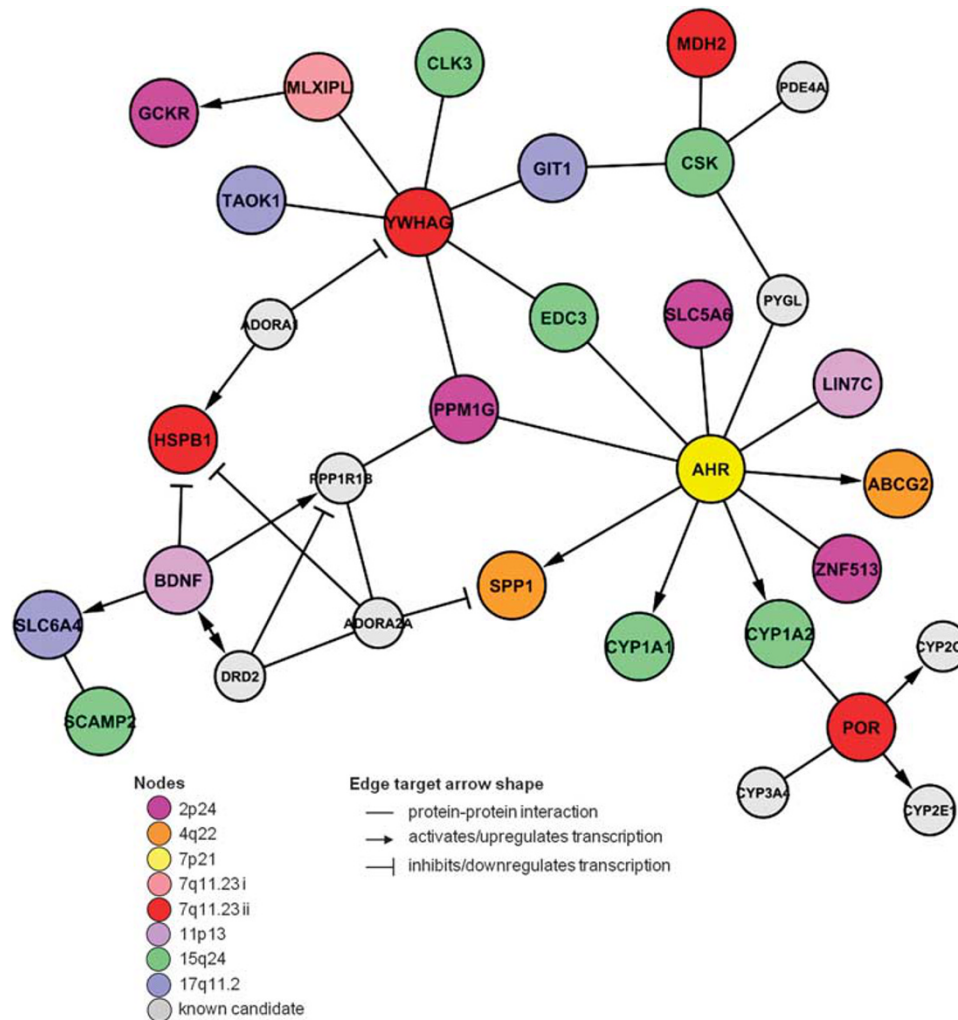 MDH2
CLK3
MLXIPL
PDE4A
GCKR
CSK
GIT1
TAOK1
YWHAG
PYGL
SLC5A6
EDC3
ADORA1
LIN7C
PPM1G
HSPB1
AHR
PPP1R1B
ABCG2
ZNF513
BDNF
SPP1
SLC6A4
ADORA2A
CYP1A2
CYP1A1
DRD2
SCAMP2
POR
CYP3A4
CYP2E1
Nodes
2p24
4q22
7p21
7q11.23 i
7q11.23 ii
11p13
15q24
17q11.2
known candidate
Edge target arrow shape
protein-protein interaction
activates/upregulates transcription
inhibits/downregulates transcription